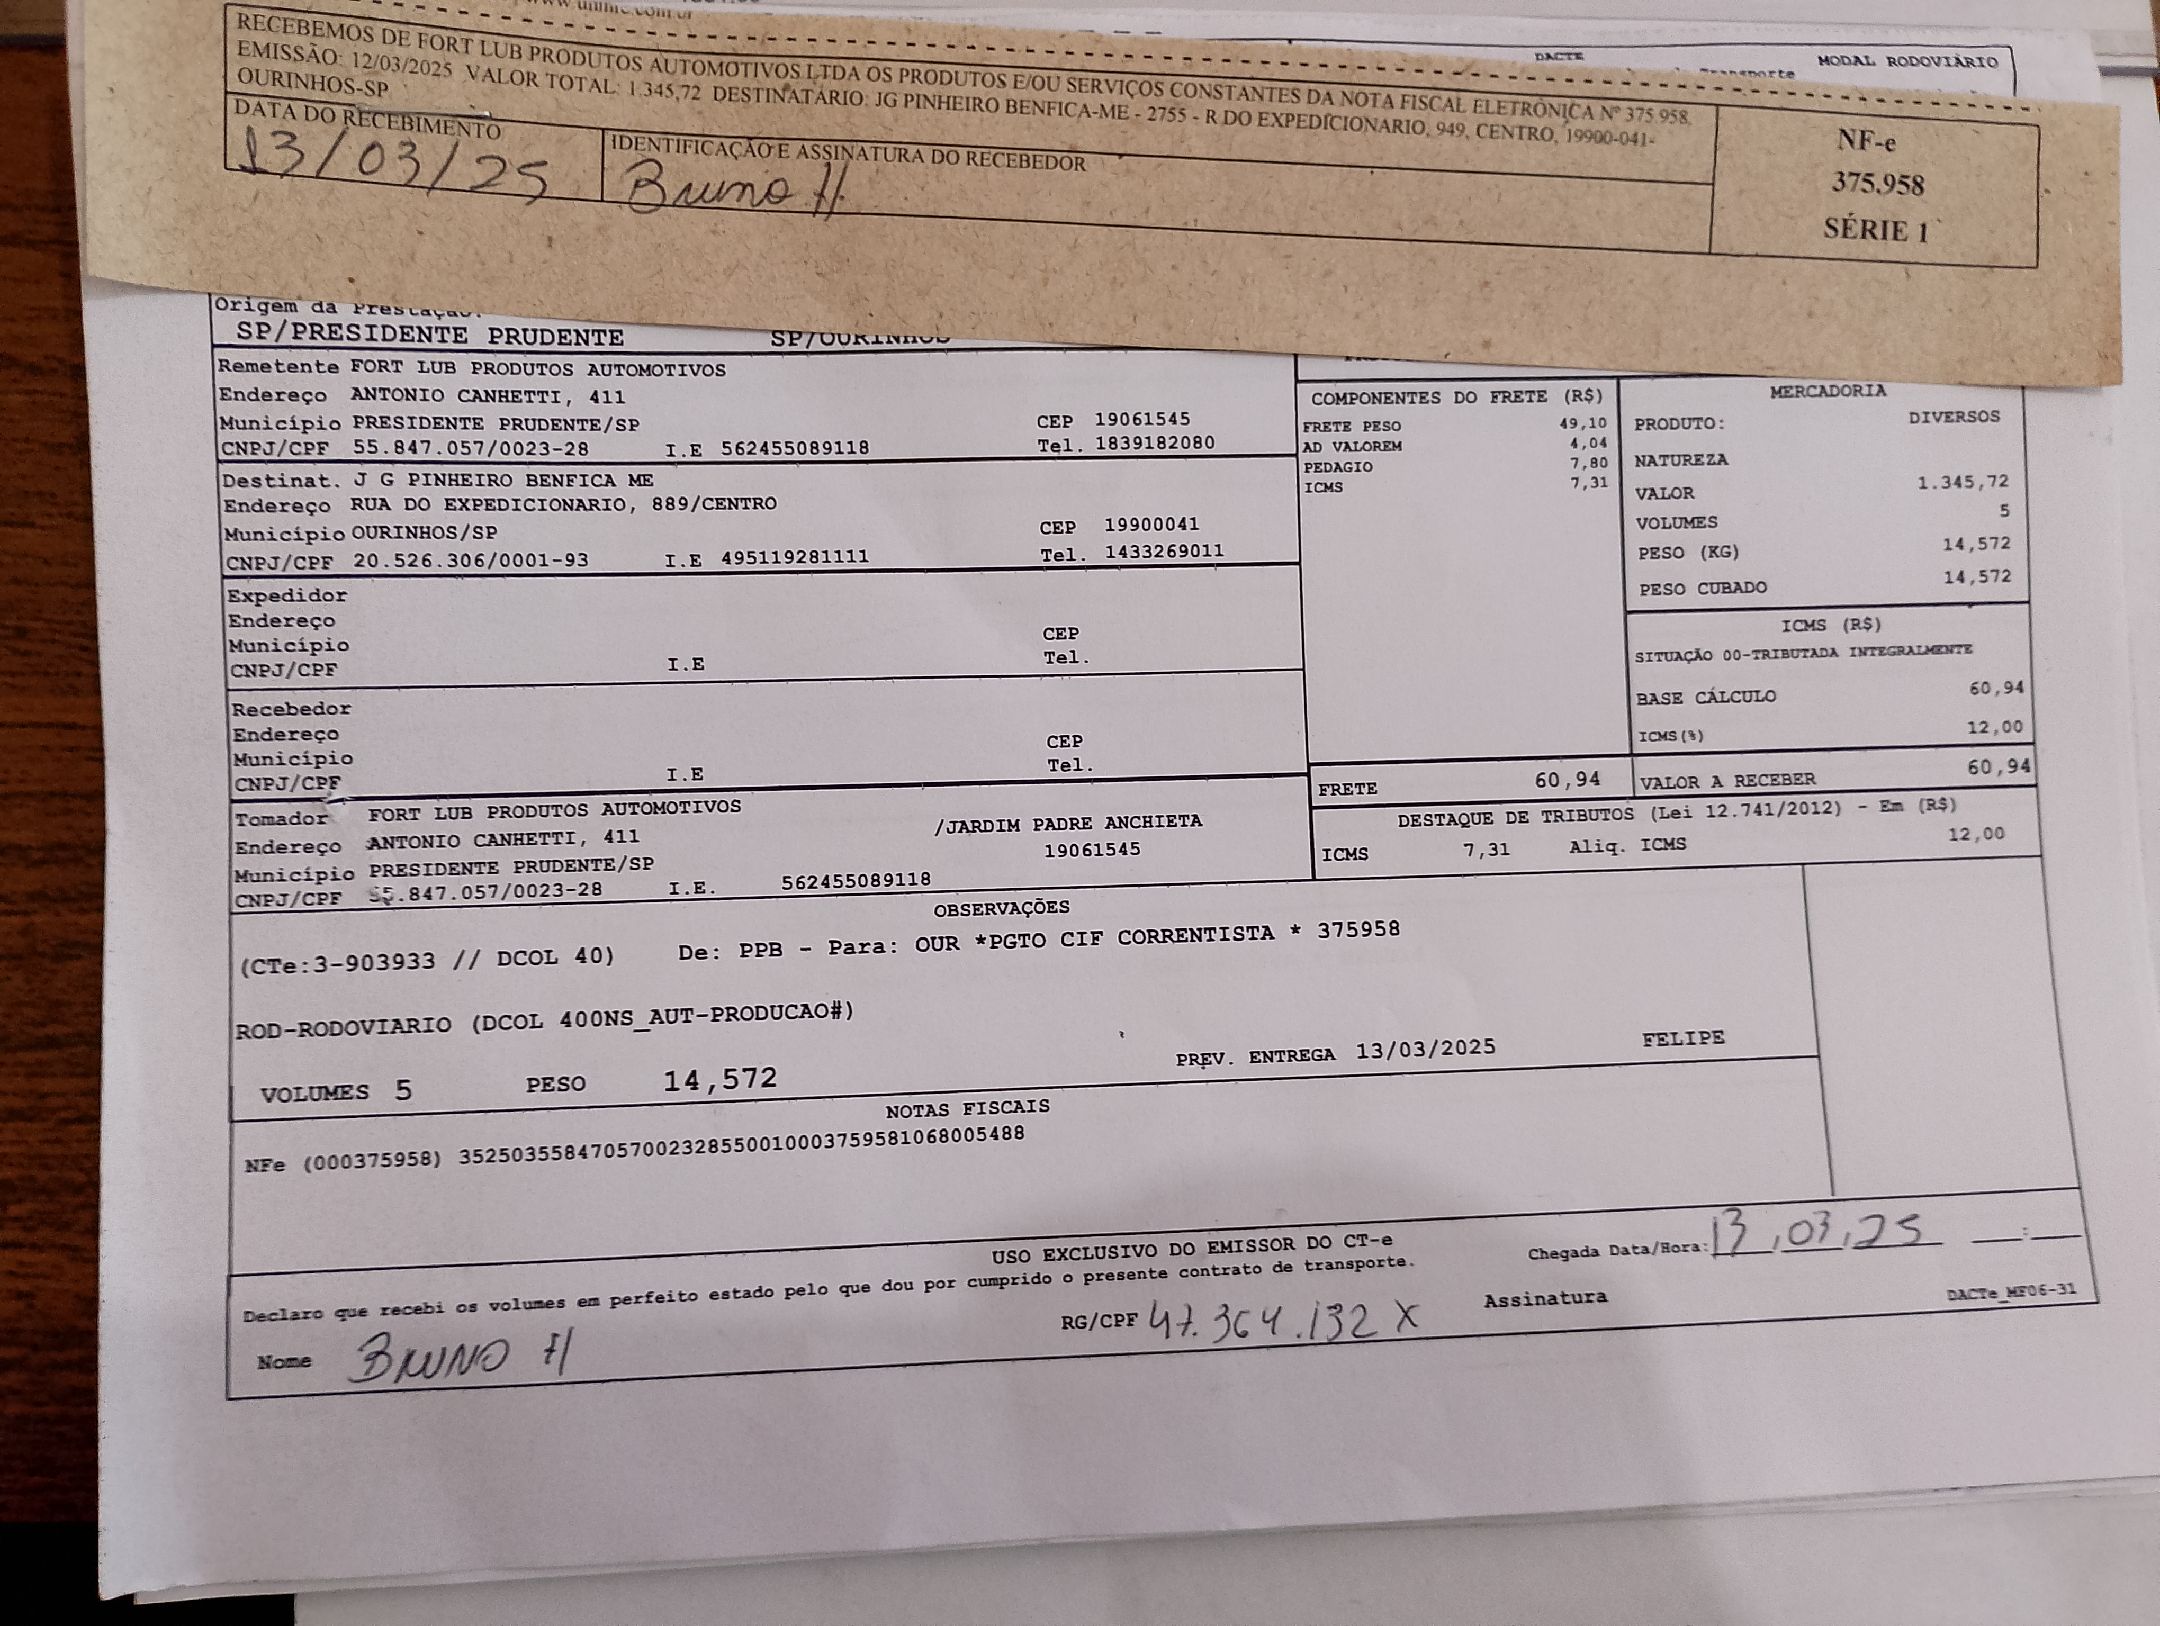 RECEBEMOS DE FORT LUB PRODUTOS AUTOMOTIVOS LTDA OS PRODUTOS E/OU SERVIÇOS CONSTANTES DA NOTA FISCAL ELETRÔNICA Nº 375.958.
EMISSÃO: 12/03/2025 VALOR TOTAL: 1.345,72 DESTINATÁRIO: JG PINHEIRO BENFICA-ME - 2755 - R DO EXPEDICIONARIO, 949, CENTRO, 19900-041-
OURINHOS-SP
DATA DO RECEBIMENTO
13/03/25
IDENTIFICAÇÃO E ASSINATURA DO RECEBEDOR
Bruno H
NF-e
375.958
SÉRIE 1
DACTE
MODAL RODOVIÁRIO
Origem da Prestação:
SP/PRESIDENTE PRUDENTE SP/OURINHOS
Remetente FORT LUB PRODUTOS AUTOMOTIVOS
Endereço ANTONIO CANHETTI, 411
Município PRESIDENTE PRUDENTE/SP CEP 19061545
CNPJ/CPF 55.847.057/0023-28 I.E 562455089118 Tel. 1839182080
Destinat. J G PINHEIRO BENFICA ME
Endereço RUA DO EXPEDICIONARIO, 889/CENTRO
Município OURINHOS/SP CEP 19900041
CNPJ/CPF 20.526.306/0001-93 I.E 495119281111 Tel. 1433269011
Expedidor
Endereço
Município CEP
CNPJ/CPF I.E Tel.
Recebedor
Endereço
Município CEP
CNPJ/CPF I.E Tel.
Tomador FORT LUB PRODUTOS AUTOMOTIVOS
Endereço ANTONIO CANHETTI, 411 /JARDIM PADRE ANCHIETA
Município PRESIDENTE PRUDENTE/SP 19061545
CNPJ/CPF 55.847.057/0023-28 I.E. 562455089118
COMPONENTES DO FRETE (R$)
FRETE PESO 49,10
AD VALOREM 4,04
PEDAGIO 7,80
ICMS 7,31
MERCADORIA
PRODUTO: DIVERSOS
NATUREZA
VALOR 1.345,72
VOLUMES 5
PESO (KG) 14,572
PESO CUBADO 14,572
ICMS (R$)
SITUAÇÃO 00-TRIBUTADA INTEGRALMENTE
BASE CÁLCULO 60,94
ICMS(%) 12,00
FRETE 60,94 VALOR A RECEBER 60,94
DESTAQUE DE TRIBUTOS (Lei 12.741/2012) - Em (R$)
ICMS 7,31 Aliq. ICMS 12,00
OBSERVAÇÕES
(CTe:3-903933 // DCOL 40) De: PPB - Para: OUR *PGTO CIF CORRENTISTA * 375958
ROD-RODOVIARIO (DCOL 400NS_AUT-PRODUCAO#)
VOLUMES 5 PESO 14,572 PREV. ENTREGA 13/03/2025 FELIPE
NOTAS FISCAIS
NFe (000375958) 35250355847057002328550010003759581068005488
USO EXCLUSIVO DO EMISSOR DO CT-e
Chegada Data/Hora: 13,03,25 __:__
Declaro que recebi os volumes em perfeito estado pelo que dou por cumprido o presente contrato de transporte.
Nome BRUNO H RG/CPF 47.364.132 X Assinatura
DACTe_MF06-31